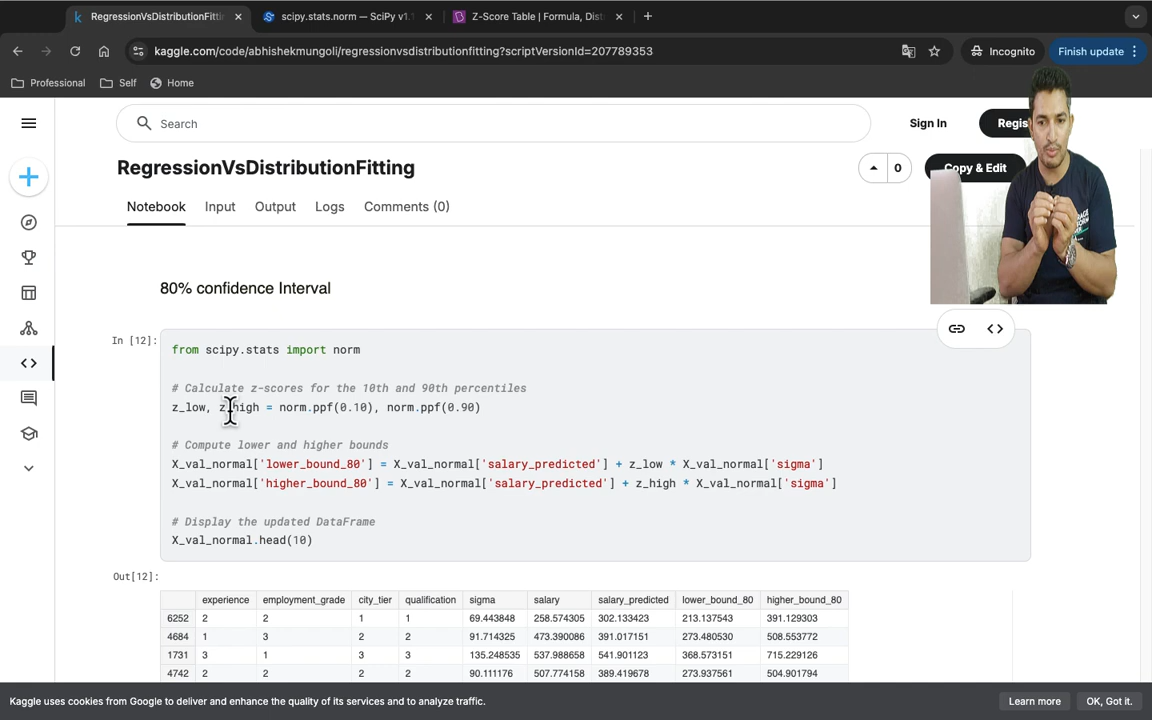 RegressionVsDistributionFitti
scipy.stats.norm — SciPy v1.1
Z-Score Table | Formula, Dist
kaggle.com/code/abhishekmungoli/regressionvsdistributionfitting?scriptVersionId=207789353
Incognito
Finish update
Professional
Self
Home
Search
Sign In
Regis
RegressionVsDistributionFitting
0
Copy & Edit
Notebook
Input
Output
Logs
Comments (0)
80% confidence Interval
In [12]:
from scipy.stats import norm
# Calculate z-scores for the 10th and 90th percentiles
z_low, z_high = norm.ppf(0.10), norm.ppf(0.90)
# Compute lower and higher bounds
X_val_normal['lower_bound_80'] = X_val_normal['salary_predicted'] + z_low * X_val_normal['sigma']
X_val_normal['higher_bound_80'] = X_val_normal['salary_predicted'] + z_high * X_val_normal['sigma']
# Display the updated DataFrame
X_val_normal.head(10)
Out[12]:
experience employment_grade city_tier qualification sigma salary salary_predicted lower_bound_80 higher_bound_80
6252 2 2 1 1 69.443848 258.574305 302.133423 213.137543 391.129303
4684 1 3 2 2 91.714325 473.390086 391.017151 273.480530 508.553772
1731 3 1 3 3 135.248535 537.988658 541.901123 368.573151 715.229126
4742 2 2 2 2 90.111176 507.774158 389.419678 273.937561 504.901794
Kaggle uses cookies from Google to deliver and enhance the quality of its services and to analyze traffic.
Learn more
OK, Got it.